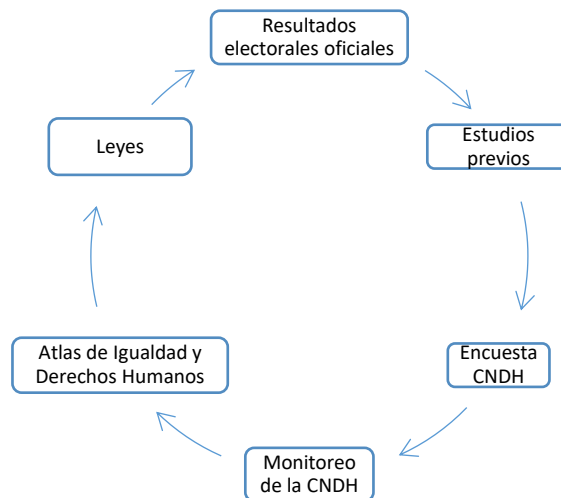 Resultados
electorales oficiales
Estudios
previos
Encuesta
CNDH
Monitoreo
de la CNDH
Atlas de Igualdad y
Derechos Humanos
Leyes